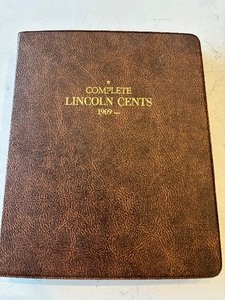 COMPLETE
LINCOLN CENTS
1909 —